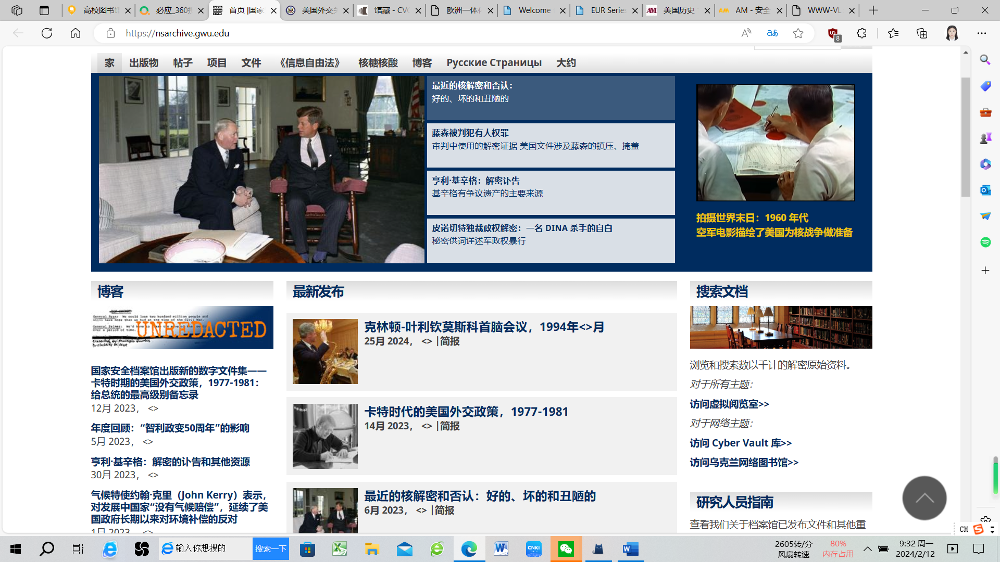 高校图书馆
必应_360搜
首页 |国家
美国外交关
馆藏 - CVC
欧洲一体化
Welcome
EUR Series
AM
美国历史
AM - 安全
WWW-VL
https://nsarchive.gwu.edu
8
家 出版物 帖子 项目 文件 《信息自由法》 核糖核酸 博客 Русские Страницы 大约
最近的核解密和否认：
好的、坏的和丑陋的
藤森被判犯有人权罪
审判中使用的解密证据 美国文件涉及藤森的镇压、掩盖
亨利·基辛格：解密讣告
基辛格有争议遗产的主要来源
皮诺切特独裁政权解密：一名 DINA 杀手的自白
秘密供词详述军政权暴行
拍摄世界末日：1960 年代
空军电影描绘了美国为核战争做准备
博客
UNREDACTED
国家安全档案馆出版新的数字文件集——
卡特时期的美国外交政策，1977-1981：
给总统的最高级别备忘录
12月 2023， <>
年度回顾：“智利政变50周年”的影响
5月 2023， <>
亨利·基辛格：解密的讣告和其他资源
30月 2023， <>
气候特使约翰·克里（John Kerry）表示，
对发展中国家“没有气候赔偿”，延续了美
国政府长期以来对环境补偿的反对
1月 2023， <>
最新发布
克林顿-叶利钦莫斯科首脑会议，1994年<>月
25月 2024， <> |简报
卡特时代的美国外交政策，1977-1981
14月 2023， <> |简报
最近的核解密和否认：好的、坏的和丑陋的
6月 2023， <> |简报
搜索文档
浏览和搜索数以千计的解密原始资料。
对于所有主题：
访问虚拟阅览室>>
对于网络主题：
访问 Cyber Vault 库>>
访问乌克兰网络图书馆>>
研究人员指南
查看我们关于档案馆已发布文件和其他重
CH
输入你想搜的
搜索一下
CNKI
2605转/分
风扇转速
80%
内存占用
9:32 周一
2024/2/12